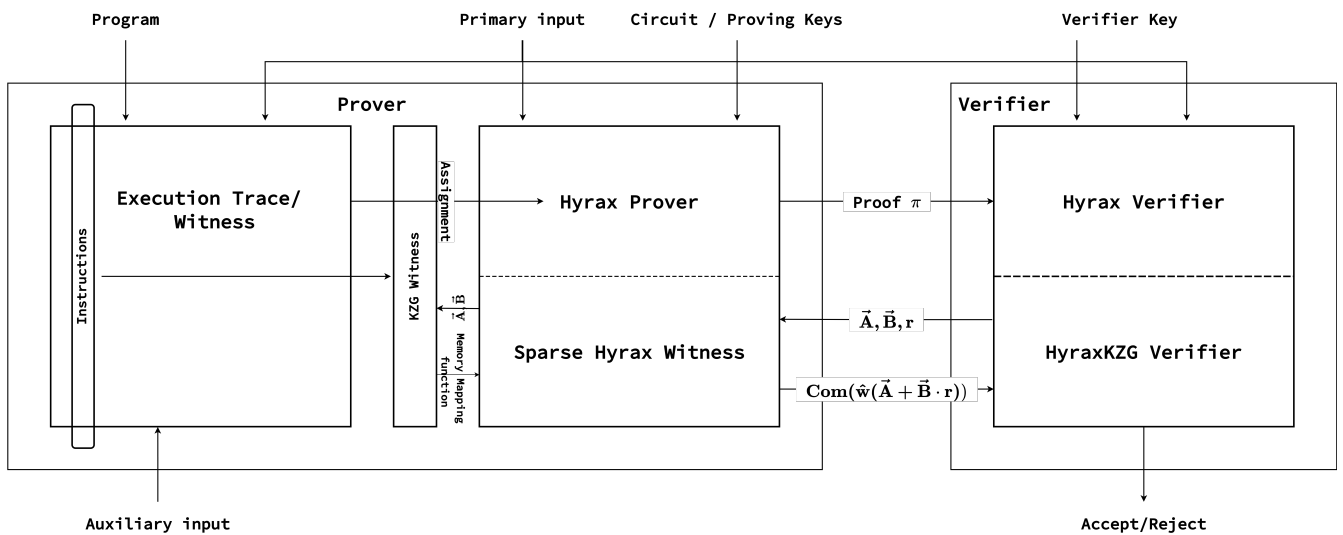 Program
Primary input
Circuit / Proving Keys
Verifier Key
Prover
Verifier
Instructions
Execution Trace/
Witness
KZG Witness
Assignment
Hyrax Prover
Proof π
Hyrax Verifier
A⃗, B⃗
Memory Mapping
function
Sparse Hyrax Witness
A⃗, B⃗, r
HyraxKZG Verifier
Com(ŵ(A⃗ + B⃗ · r))
Auxiliary input
Accept/Reject